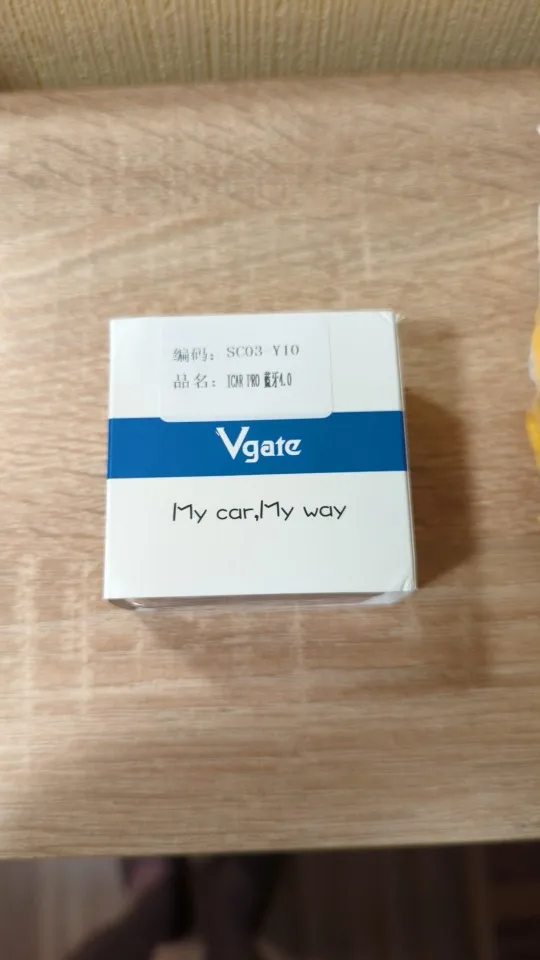 编码: SC03-Y10
品名: ICAR PRO 蓝牙4.0
Vgate
My car,My way